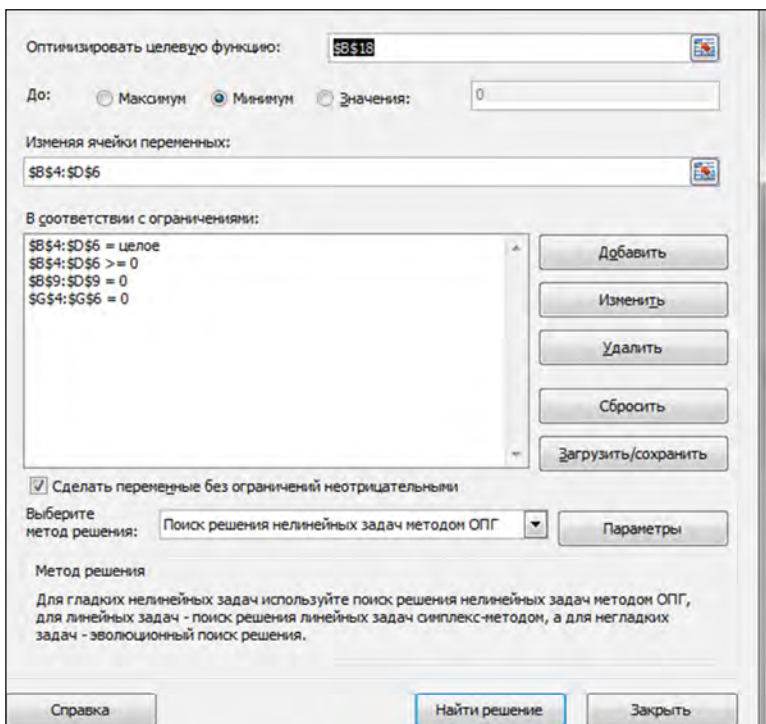 Оптимизировать целевую функцию: $B$18
До: Максимум Минимум Значения: 0
Изменяя ячейки переменных:
$B$4:$D$6
В соответствии с ограничениями:
$B$4:$D$6 = целое
$B$4:$D$6 >= 0
$B$9:$D$9 = 0
$G$4:$G$6 = 0
Добавить
Изменить
Удалить
Сбросить
Загрузить/сохранить
Сделать переменные без ограничений неотрицательными
Выберите
метод решения:
Поиск решения нелинейных задач методом ОПГ
Параметры
Метод решения
Для гладких нелинейных задач используйте поиск решения нелинейных задач методом ОПГ,
для линейных задач - поиск решения линейных задач симплекс-методом, а для негладких
задач - эволюционный поиск решения.
Справка Найти решение Закрыть